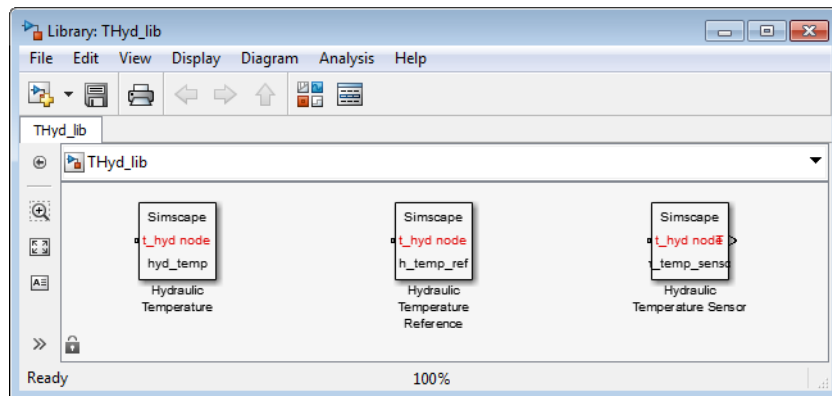 Library: THyd_lib
File Edit View Display Diagram Analysis Help
THyd_lib
THyd_lib
Simscape
t_hyd node
hyd_temp
Hydraulic
Temperature
Simscape
t_hyd node
h_temp_ref
Hydraulic
Temperature
Reference
Simscape
t_hyd node
Hydraulic
Temperature Sensor
Ready 100%